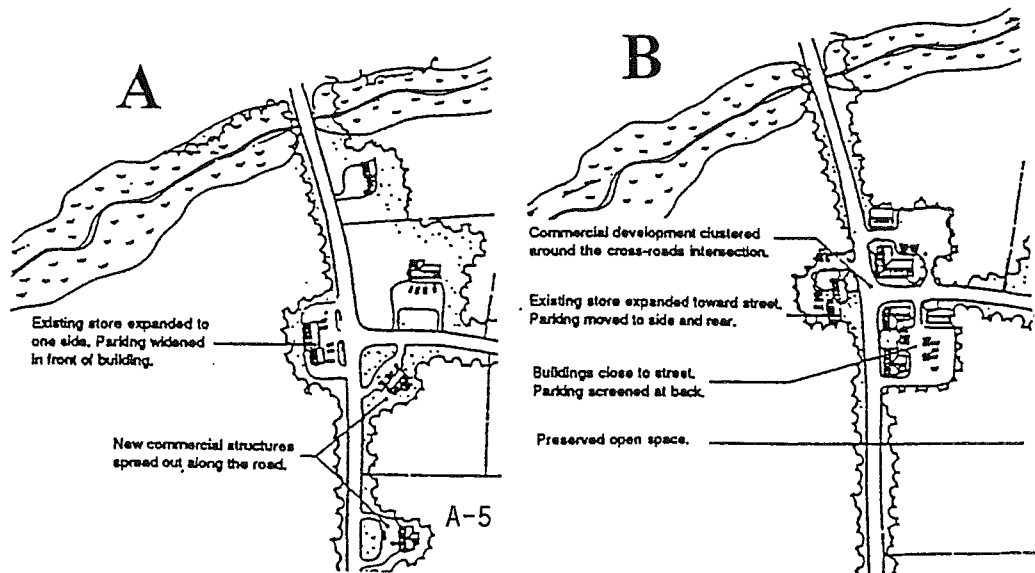 A
Existing store expanded to
one side. Parking widened
in front of building.
New commercial structures
spread out along the road.
A-5
B
Commercial development clustered
around the cross-roads intersection.
Existing store expanded toward street.
Parking moved to side and rear.
Buildings close to street.
Parking screened at back.
Preserved open space.